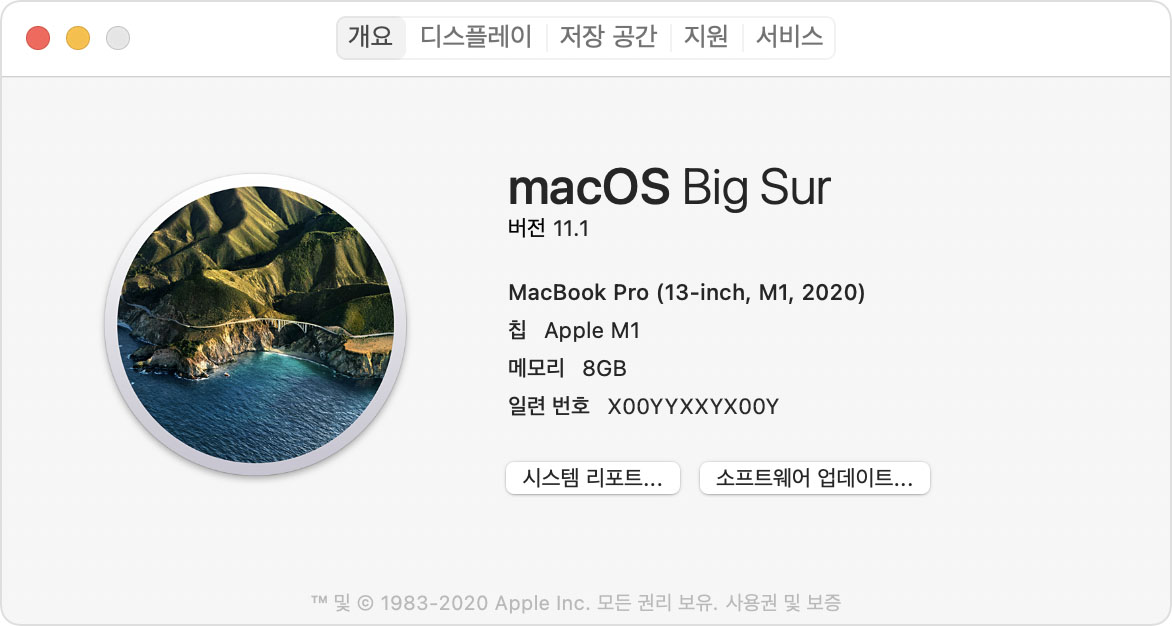 개요 디스플레이 저장 공간 지원 서비스
macOS Big Sur
버전 11.1
MacBook Pro (13-inch, M1, 2020)
칩 Apple M1
메모리 8GB
일련 번호 X00YYXXYX00Y
시스템 리포트... 소프트웨어 업데이트...
™ 및 © 1983-2020 Apple Inc. 모든 권리 보유. 사용권 및 보증